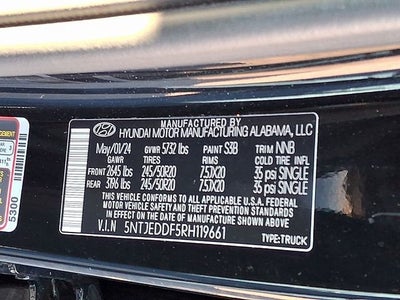 MANUFACTURED BY
HYUNDAI MOTOR MANUFACTURING ALABAMA, LLC
May/01/24 GVWR 5732 lbs PAINT S3B TRIM NNB
GAWR TIRES RIMS COLD TIRE INFL
FRONT 2645 lbs 245/50R20 7.5JX20 35 psi SINGLE
REAR 3196 lbs 245/50R20 7.5JX20 35 psi SINGLE
THIS VEHICLE CONFORMS TO ALL APPLICABLE U.S. FEDERAL
MOTOR VEHICLE SAFETY AND THEFT PREVENTION STANDARDS
IN EFFECT ON THE DATE OF MANUFACTURE SHOWN ABOVE.
V.I.N 5NTJEDDF5RH119661
TYPE:TRUCK
5300